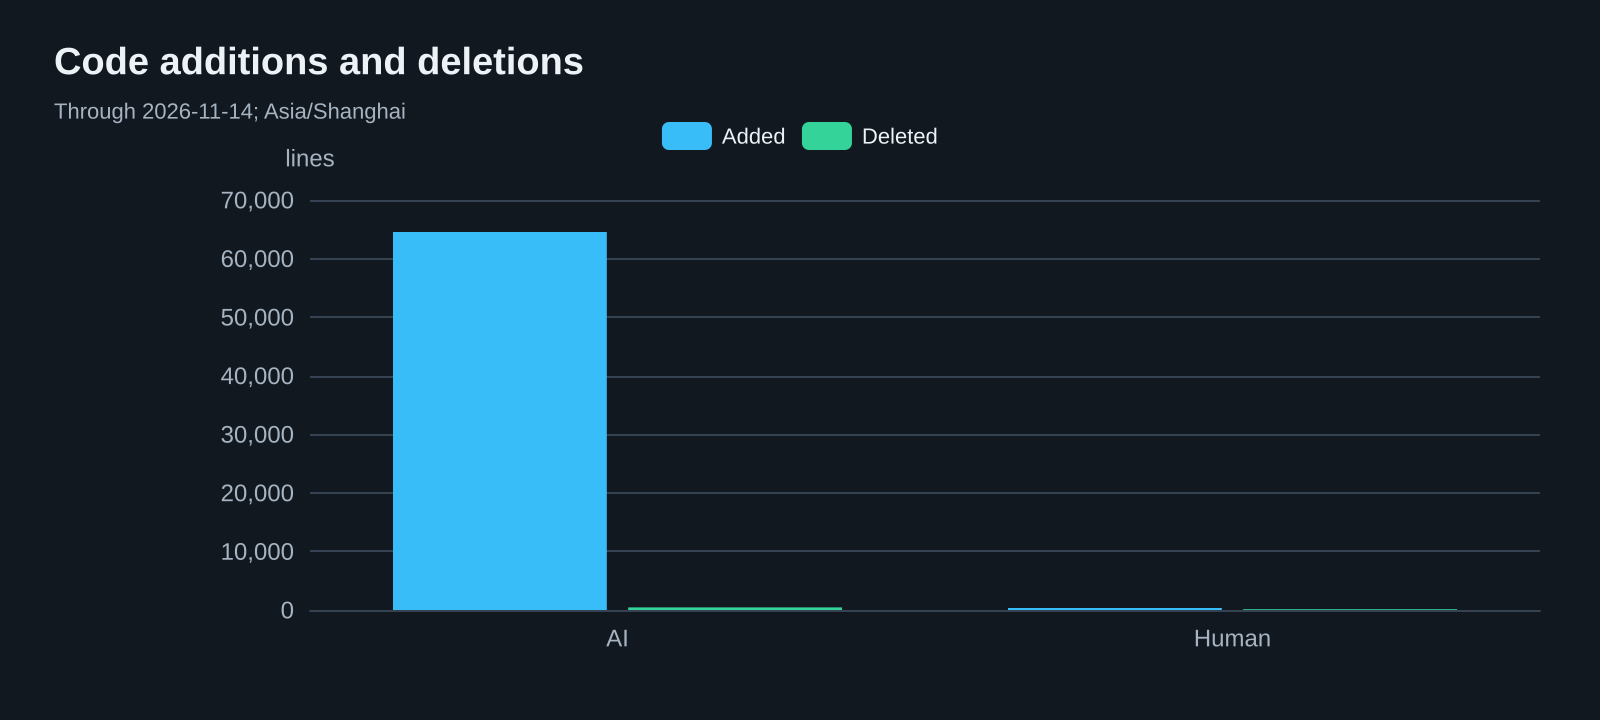 Code additions and deletions
Through 2026-11-14; Asia/Shanghai
Added
Deleted
lines
70,000
60,000
50,000
40,000
30,000
20,000
10,000
0
AI
Human